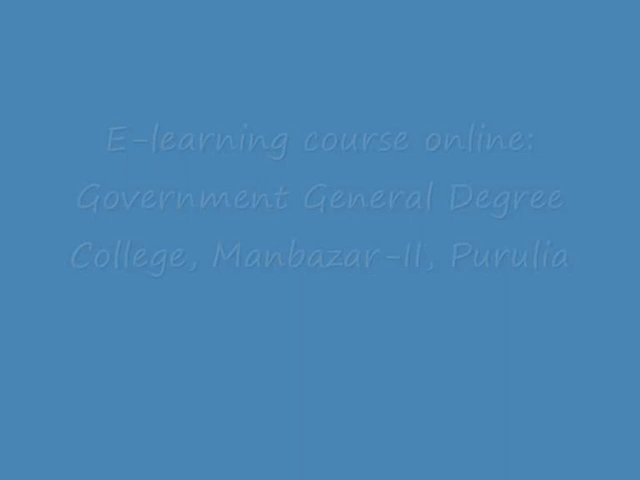 E-learning course online:
Government General Degree
College, Manbazar-II, Purulia